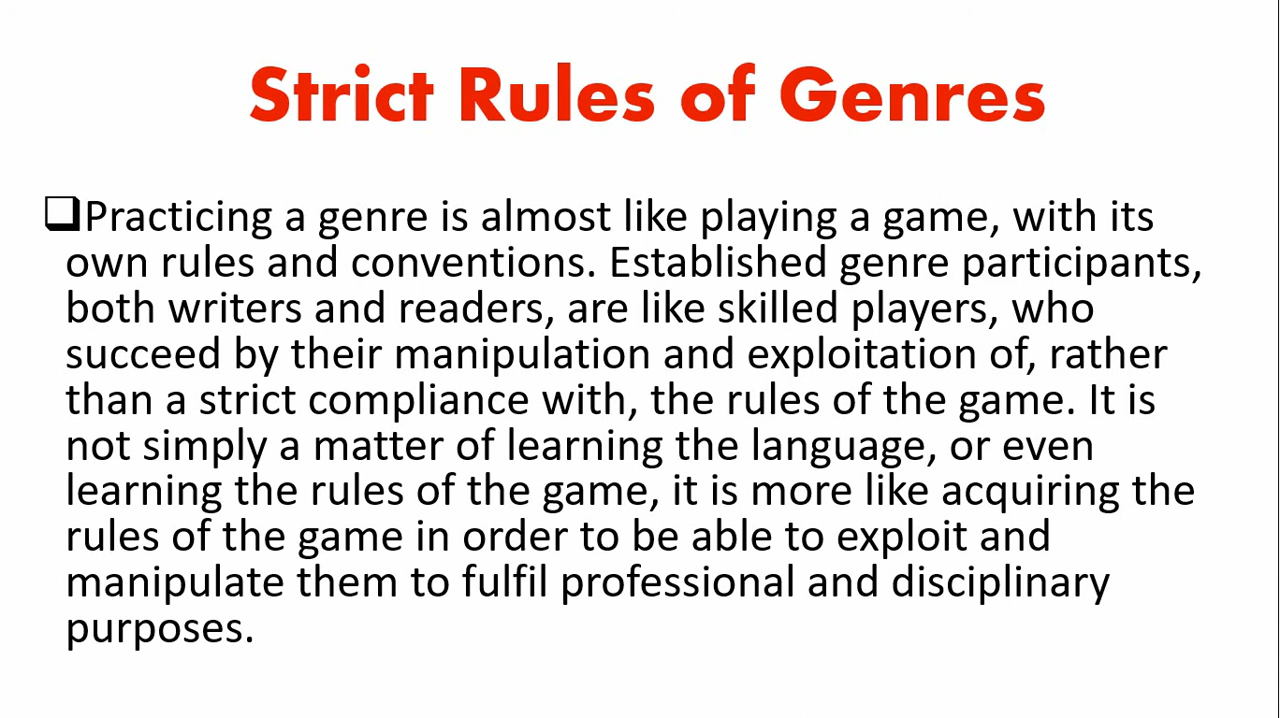 Strict Rules of Genres
❑Practicing a genre is almost like playing a game, with its
own rules and conventions. Established genre participants,
both writers and readers, are like skilled players, who
succeed by their manipulation and exploitation of, rather
than a strict compliance with, the rules of the game. It is
not simply a matter of learning the language, or even
learning the rules of the game, it is more like acquiring the
rules of the game in order to be able to exploit and
manipulate them to fulfil professional and disciplinary
purposes.